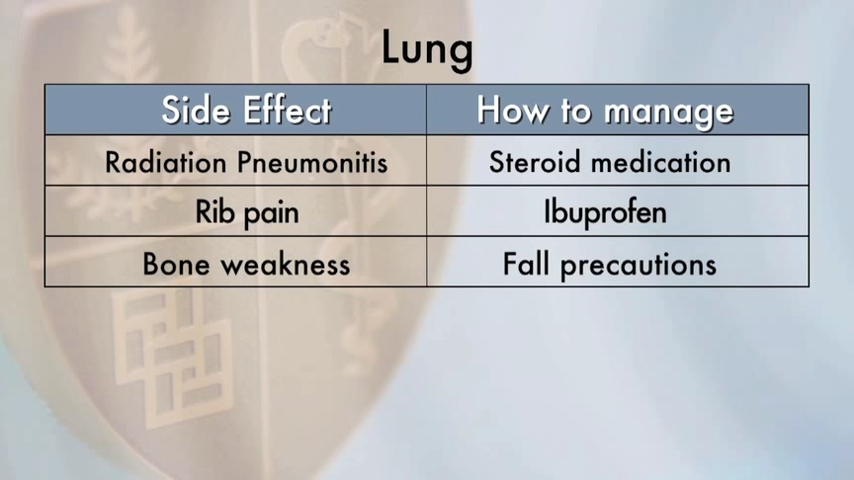 Lung
Side Effect How to manage
Radiation Pneumonitis Steroid medication
Rib pain Ibuprofen
Bone weakness Fall precautions